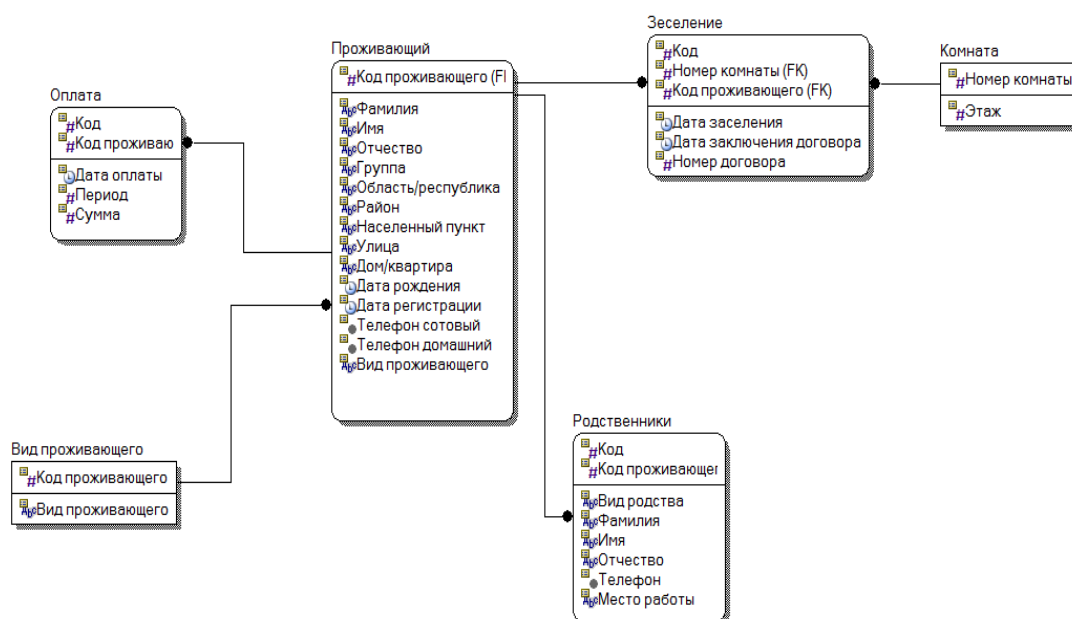 Оплата
#Код
#Код проживаю
Дата оплаты
#Период
#Сумма
Вид проживающего
#Код проживающего
Вид проживающего
Проживающий
#Код проживающего (FI
Фамилия
Имя
Отчество
Группа
Область/республика
Район
Населенный пункт
Улица
Дом/квартира
Дата рождения
Дата регистрации
Телефон сотовый
Телефон домашний
Вид проживающего
Зеселение
#Код
#Номер комнаты (FK)
#Код проживающего (FK)
Дата заселения
Дата заключения договора
#Номер договора
Комната
#Номер комнаты
#Этаж
Родственники
#Код
#Код проживающег
Вид родства
Фамилия
Имя
Отчество
Телефон
Место работы